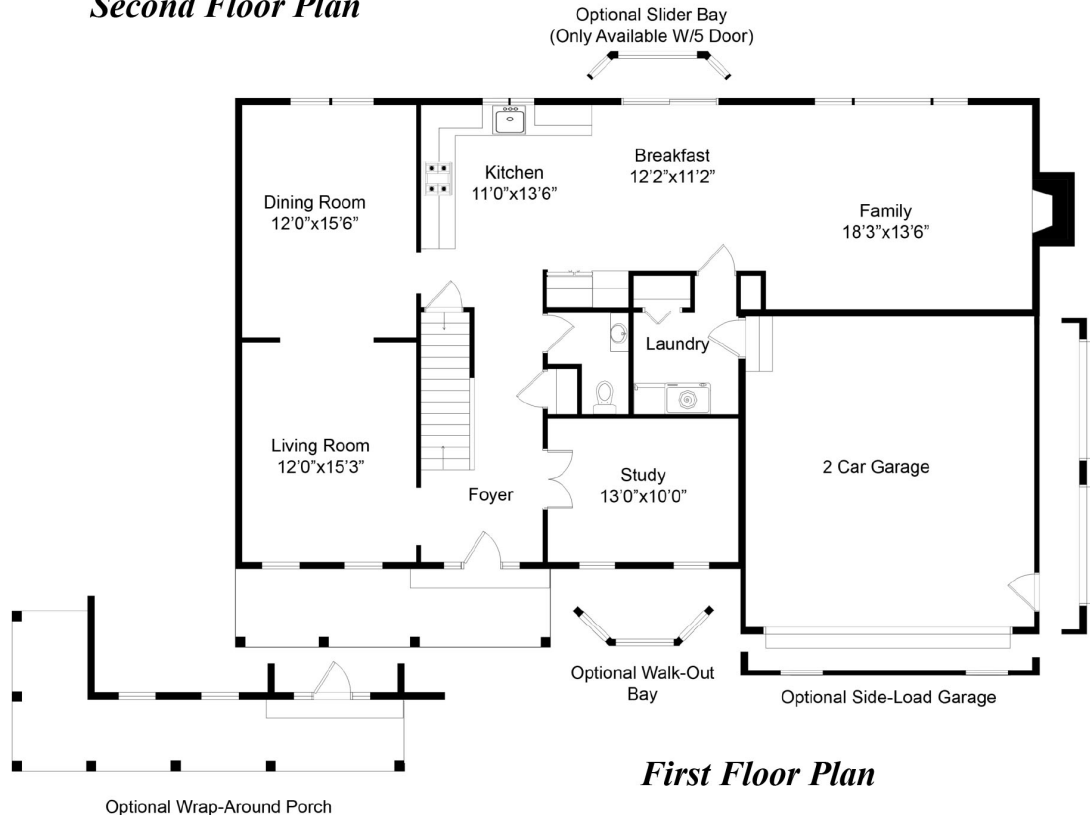 Second Floor Plan
Optional Slider Bay
(Only Available W/5 Door)
Breakfast
12’2”x11’2”
Kitchen
11’0”x13’6”
Dining Room
12’0”x15’6”
Family
18’3”x13’6”
Laundry
Living Room
12’0”x15’3”
2 Car Garage
Study
13’0”x10’0”
Foyer
Optional Walk-Out
Bay
Optional Side-Load Garage
First Floor Plan
Optional Wrap-Around Porch